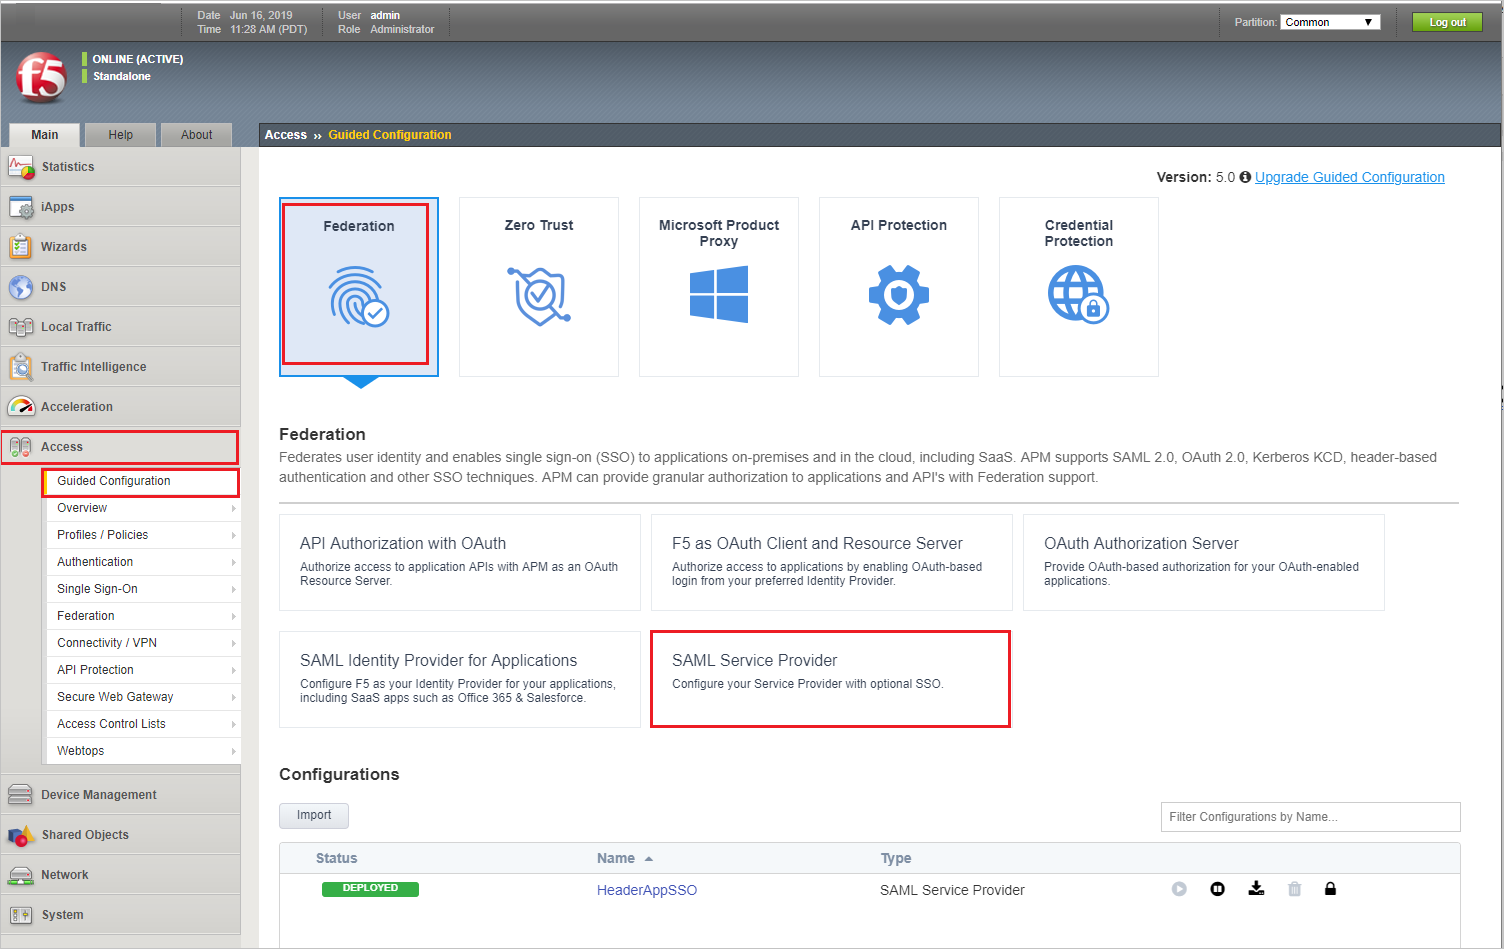 Date Jun 16, 2019 User admin
Time 11:28 AM (PDT) Role Administrator
Partition: Common Log out
f5
ONLINE (ACTIVE)
Standalone
Main Help About
Access » Guided Configuration
Statistics
iApps
Wizards
DNS
Local Traffic
Traffic Intelligence
Acceleration
Access
Guided Configuration
Overview
Profiles / Policies
Authentication
Single Sign-On
Federation
Connectivity / VPN
API Protection
Secure Web Gateway
Access Control Lists
Webtops
Device Management
Shared Objects
Network
System
Version: 5.0 Upgrade Guided Configuration
Federation
Zero Trust
Microsoft Product
Proxy
API Protection
Credential
Protection
Federation
Federates user identity and enables single sign-on (SSO) to applications on-premises and in the cloud, including SaaS. APM supports SAML 2.0, OAuth 2.0, Kerberos KCD, header-based
authentication and other SSO techniques. APM can provide granular authorization to applications and API's with Federation support.
API Authorization with OAuth
Authorize access to application APIs with APM as an OAuth
Resource Server.
F5 as OAuth Client and Resource Server
Authorize access to applications by enabling OAuth-based
login from your preferred Identity Provider.
OAuth Authorization Server
Provide OAuth-based authorization for your OAuth-enabled
applications.
SAML Identity Provider for Applications
Configure F5 as your Identity Provider for your applications,
including SaaS apps such as Office 365 & Salesforce.
SAML Service Provider
Configure your Service Provider with optional SSO.
Configurations
Import
Filter Configurations by Name...
Status Name Type
DEPLOYED HeaderAppSSO SAML Service Provider